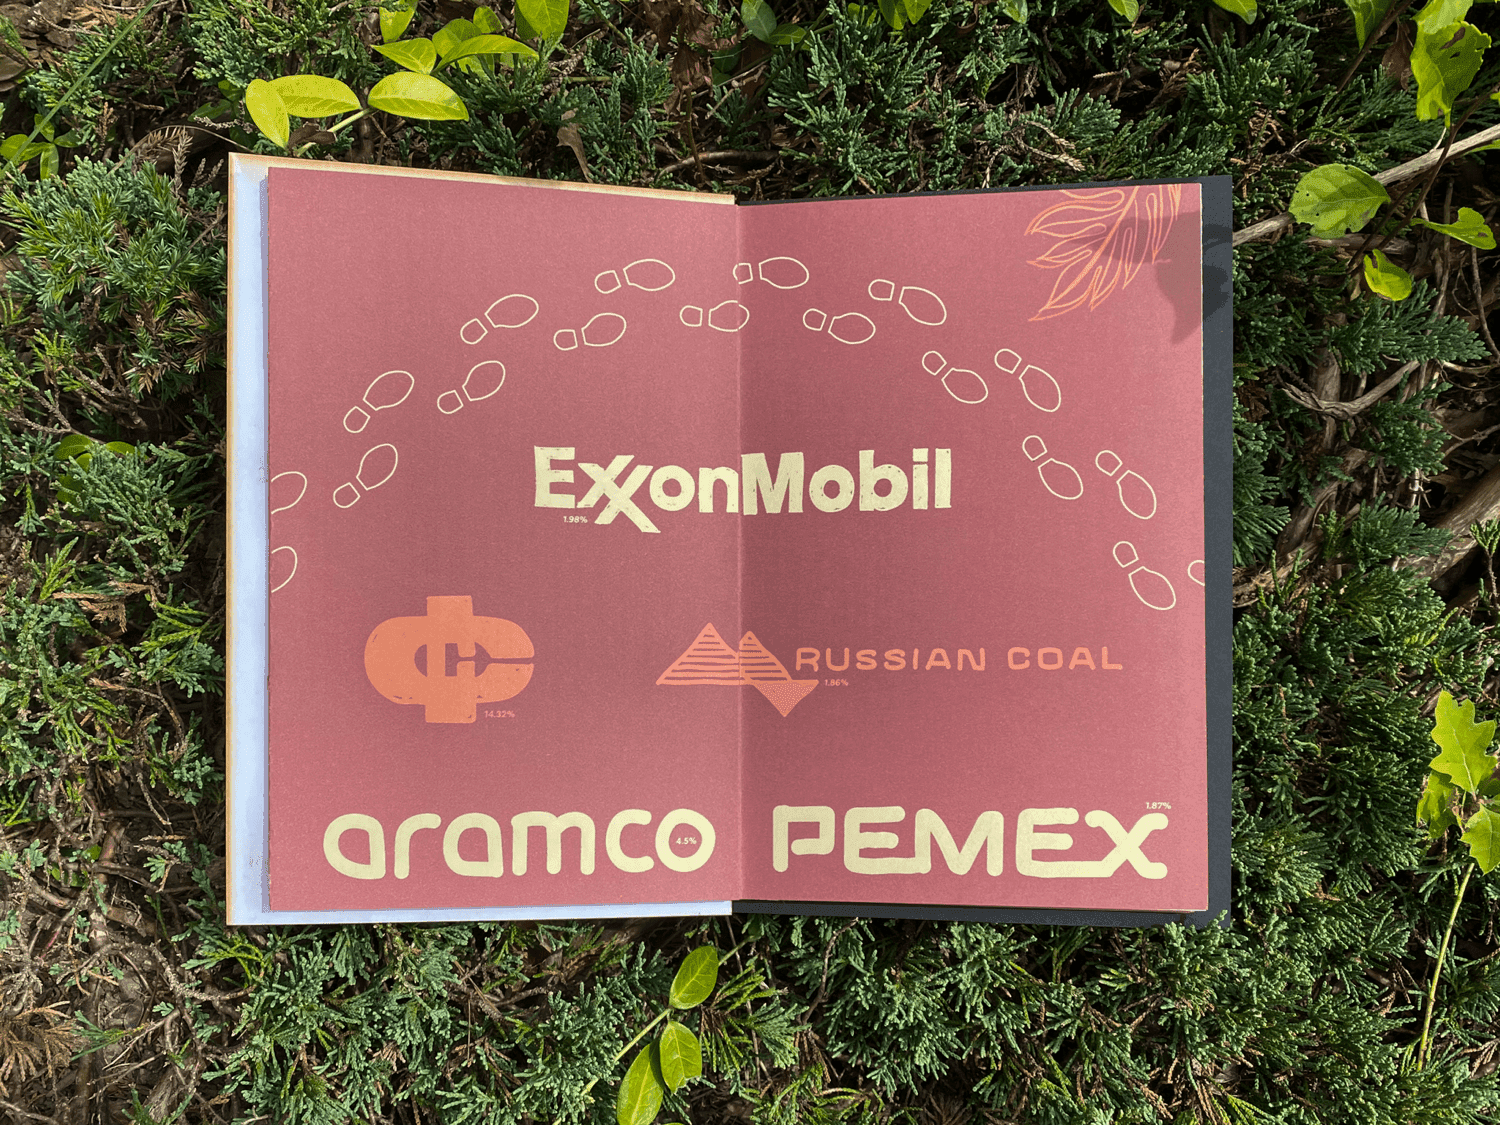 ExxonMobil
1.98%
14.32%
RUSSIAN COAL
1.86%
aramco
4.5%
PEMEX
1.87%